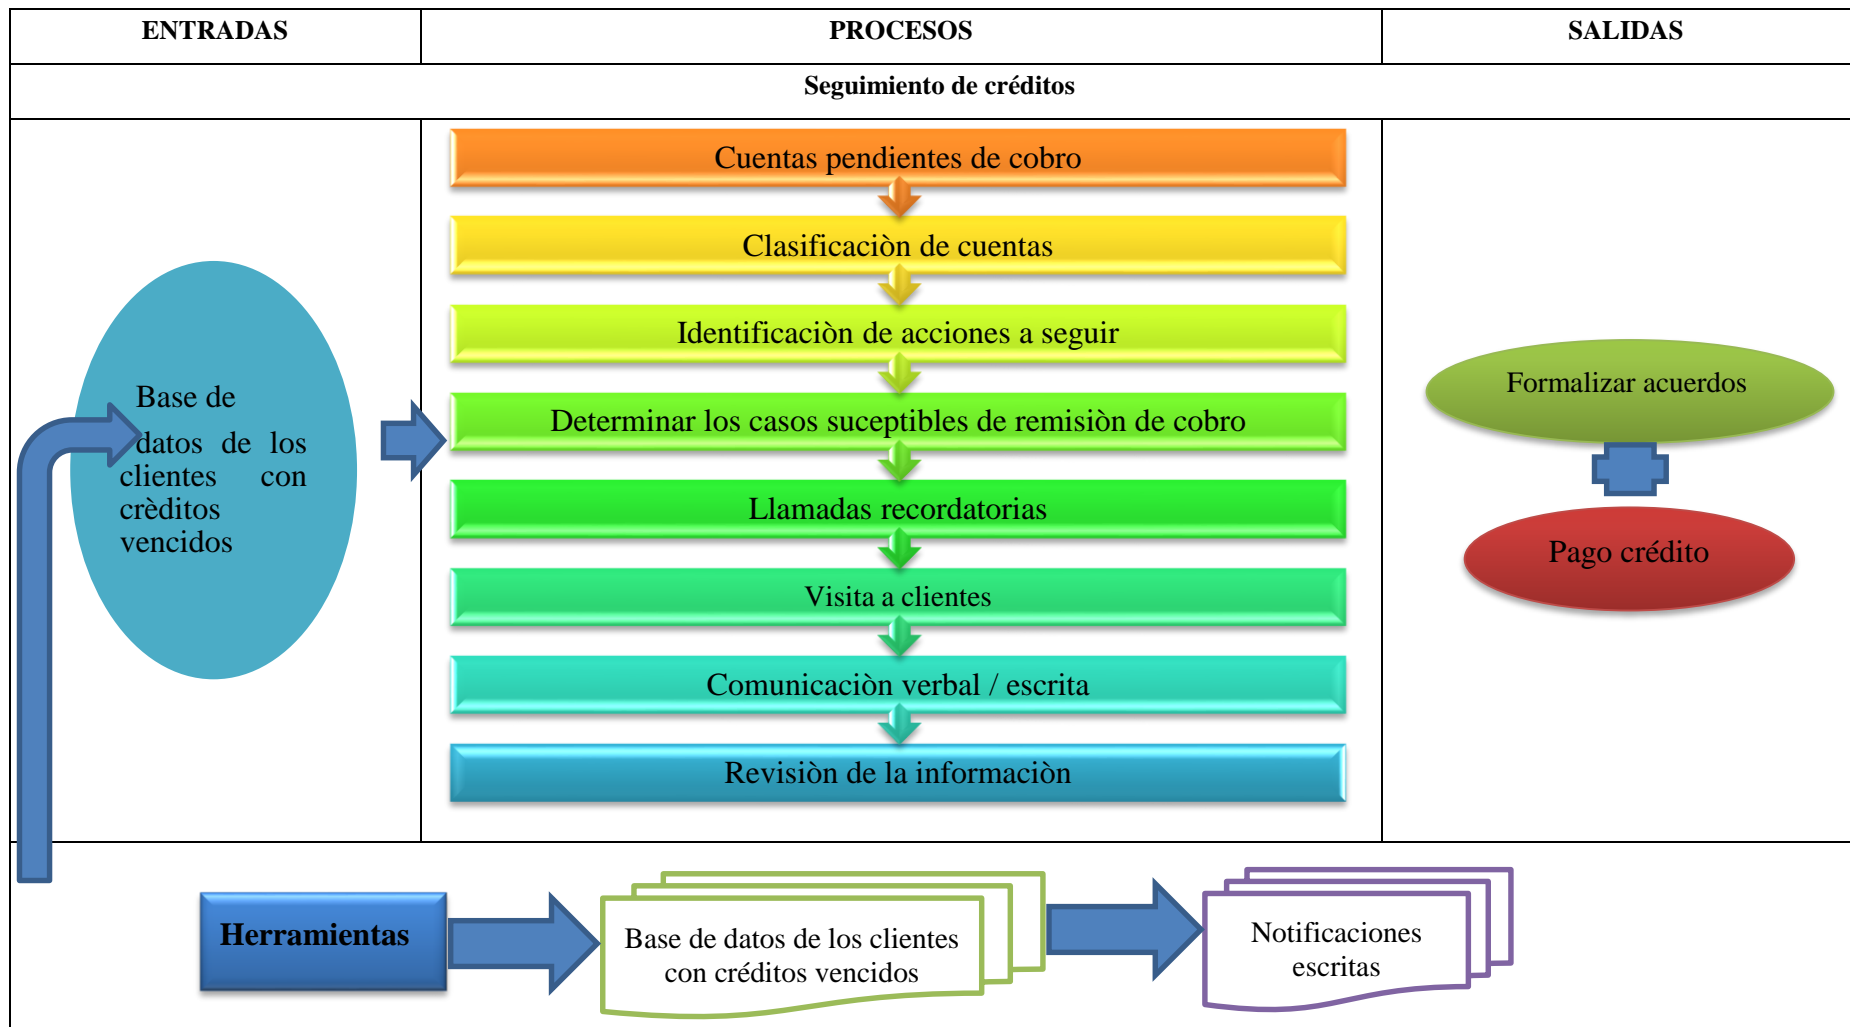 ENTRADAS
PROCESOS
SALIDAS
Seguimiento de créditos
Base de
datos de los
clientes con
crèditos
vencidos
Cuentas pendientes de cobro
Clasificaciòn de cuentas
Identificaciòn de acciones a seguir
Determinar los casos suceptibles de remisiòn de cobro
Llamadas recordatorias
Visita a clientes
Comunicaciòn verbal / escrita
Revisiòn de la informaciòn
Formalizar acuerdos
Pago crédito
Herramientas
Base de datos de los clientes
con créditos vencidos
Notificaciones
escritas